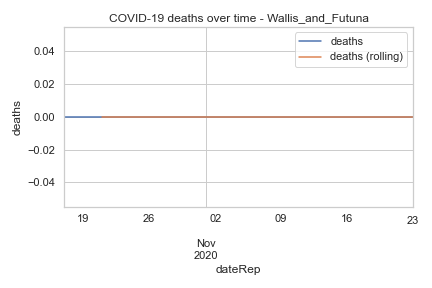 COVID-19 deaths over time - Wallis_and_Futuna
deaths
deaths (rolling)
0.04
0.02
0.00
−0.02
−0.04
deaths
19
26
02
09
16
23
Nov
2020
dateRep